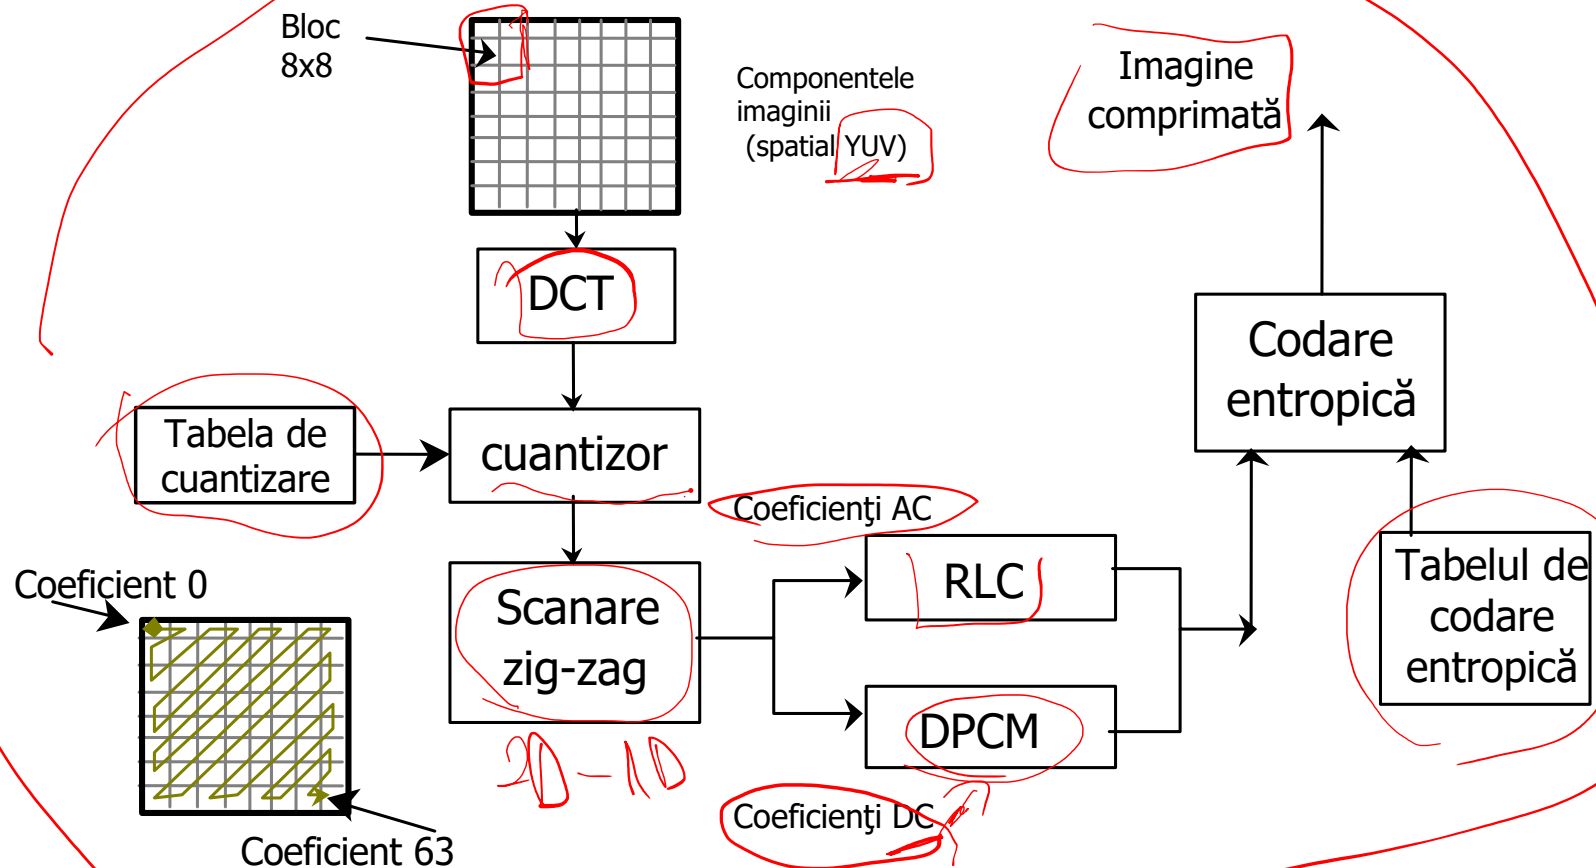 Bloc
8x8
Componentele
imaginii
(spatial YUV)
Imagine
comprimată
DCT
Codare
entropică
Tabela de
cuantizare
cuantizor
Coeficienţi AC
Coeficient 0
Scanare
zig-zag
RLC
Tabelul de
codare
entropică
DPCM
2D - 1D
Coeficienţi DC
Coeficient 63